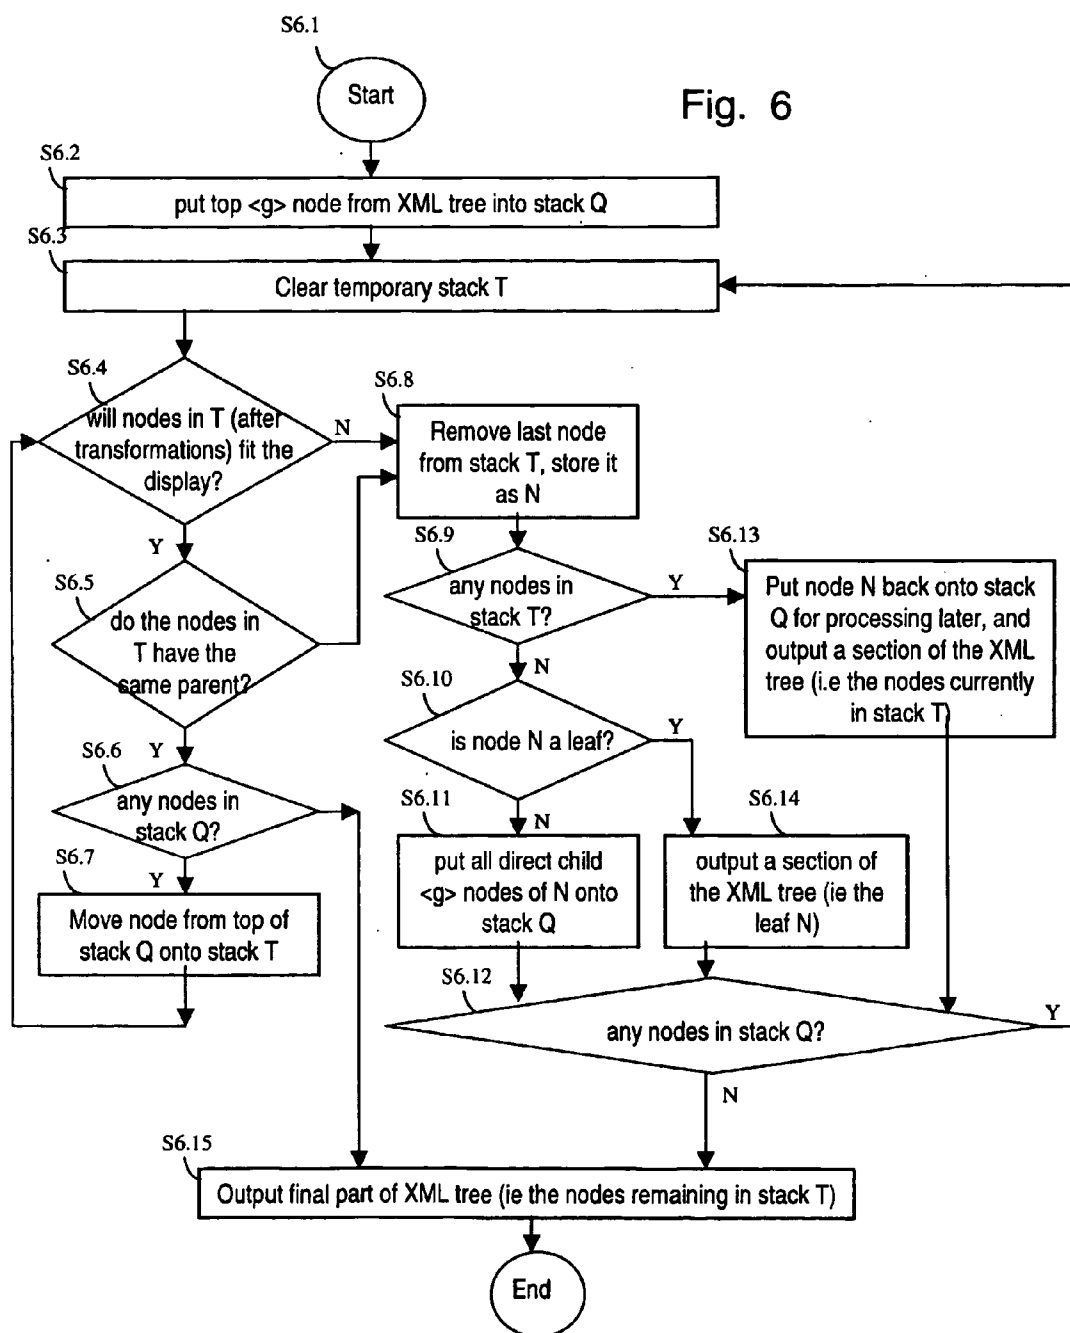 S6.1
Start
Fig. 6
S6.2
put top <g> node from XML tree into stack Q
S6.3
Clear temporary stack T
S6.4
will nodes in T (after
transformations) fit the
display?
N
Y
S6.8
Remove last node
from stack T, store it
as N
S6.5
do the nodes in
T have the
same parent?
Y
S6.9
any nodes in
stack T?
Y
N
S6.13
Put node N back onto stack
Q for processing later, and
output a section of the XML
tree (i.e the nodes currently
in stack T)
S6.6
any nodes in
stack Q?
Y
S6.10
is node N a leaf?
Y
N
S6.7
Move node from top of
stack Q onto stack T
S6.11
put all direct child
<g> nodes of N onto
stack Q
S6.14
output a section of
the XML tree (ie the
leaf N)
S6.12
any nodes in stack Q?
Y
N
S6.15
Output final part of XML tree (ie the nodes remaining in stack T)
End